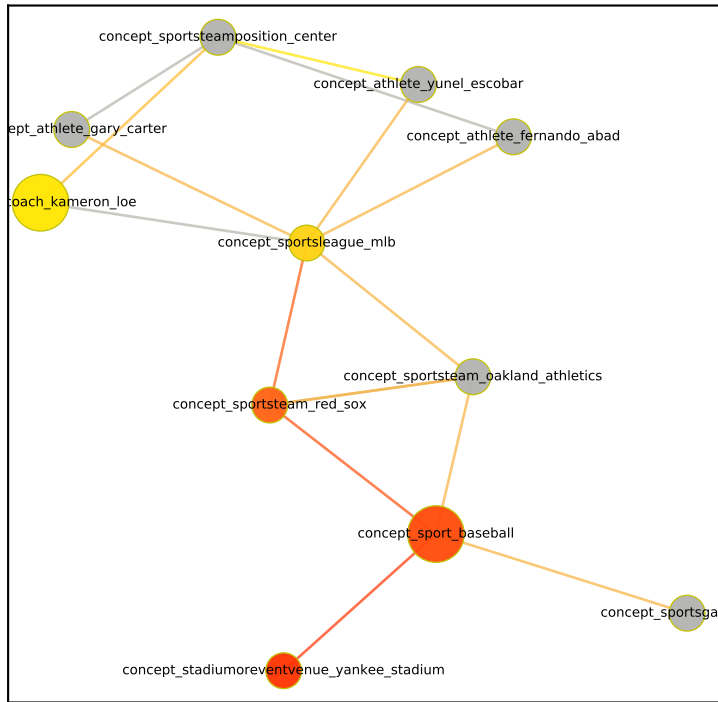 concept_sportsteamposition_center
concept_athlete_yunel_escobar
ept_athlete_gary_carter
concept_athlete_fernando_abad
coach_kameron_loe
concept_sportsleague_mlb
concept_sportsteam_oakland_athletics
concept_sportsteam_red_sox
concept_sport_baseball
concept_sportsga
concept_stadiumoreventvenue_yankee_stadium